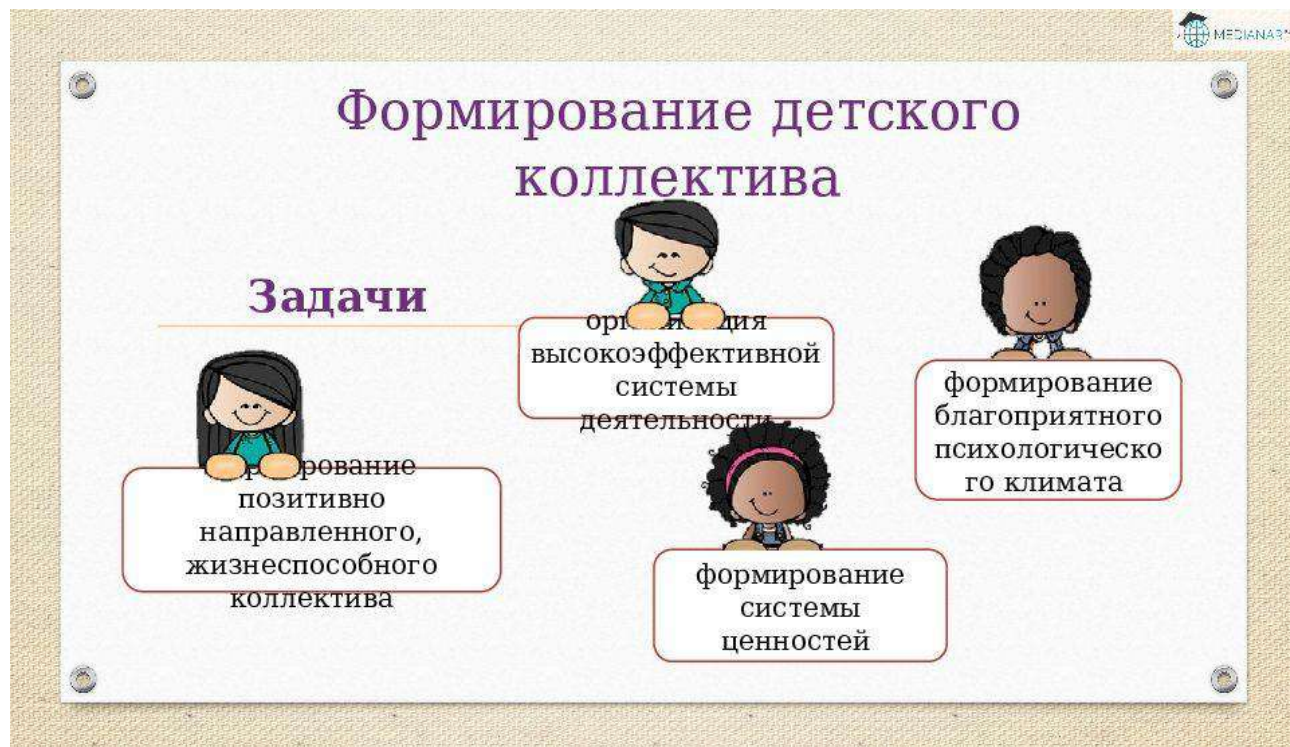 MEDIANAR
Формирование детского
коллектива
Задачи
высокоэффективной
системы
деятельности
формирование
благоприятного
психологическо
го климата
позитивно
направленного,
жизнеспособного
коллектива
формирование
системы
ценностей